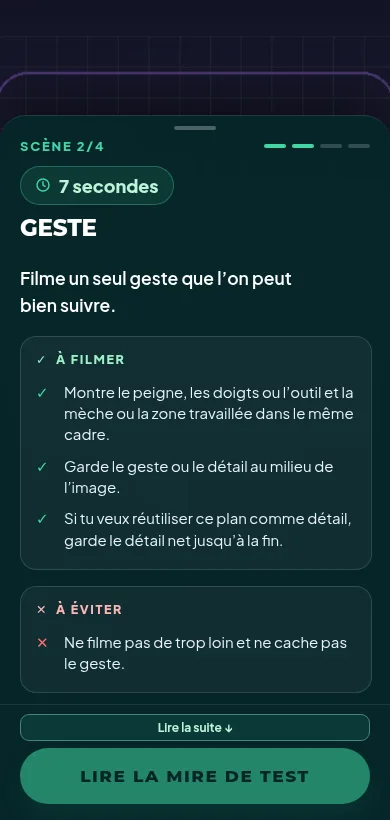 SCÈNE 2/4
7 secondes
GESTE
Filme un seul geste que l’on peut
bien suivre.
✓ À FILMER
✓ Montre le peigne, les doigts ou l’outil et la
mèche ou la zone travaillée dans le même
cadre.
✓ Garde le geste ou le détail au milieu de
l’image.
✓ Si tu veux réutiliser ce plan comme détail,
garde le détail net jusqu’à la fin.
✕ À ÉVITER
✕ Ne filme pas de trop loin et ne cache pas
le geste.
Lire la suite ↓
LIRE LA MIRE DE TEST